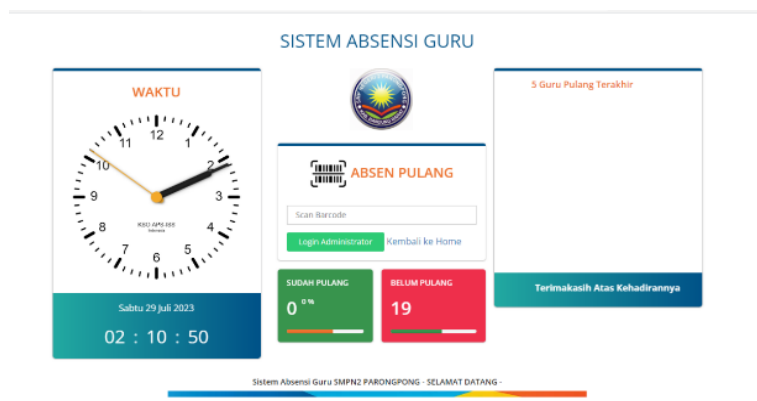 SISTEM ABSENSI GURU
WAKTU
12
1
2
3
4
5
6
7
8
9
10
11
Sabtu 29 Juli 2023
02 : 10 : 50
ABSEN PULANG
Scan Barcode
Login Administrator Kembali ke Home
SUDAH PULANG
0 0 %
BELUM PULANG
19
5 Guru Pulang Terakhir
Terimakasih Atas Kehadirannya
Sistem Absensi Guru SMPN2 PARONGPONG - SELAMAT DATANG -